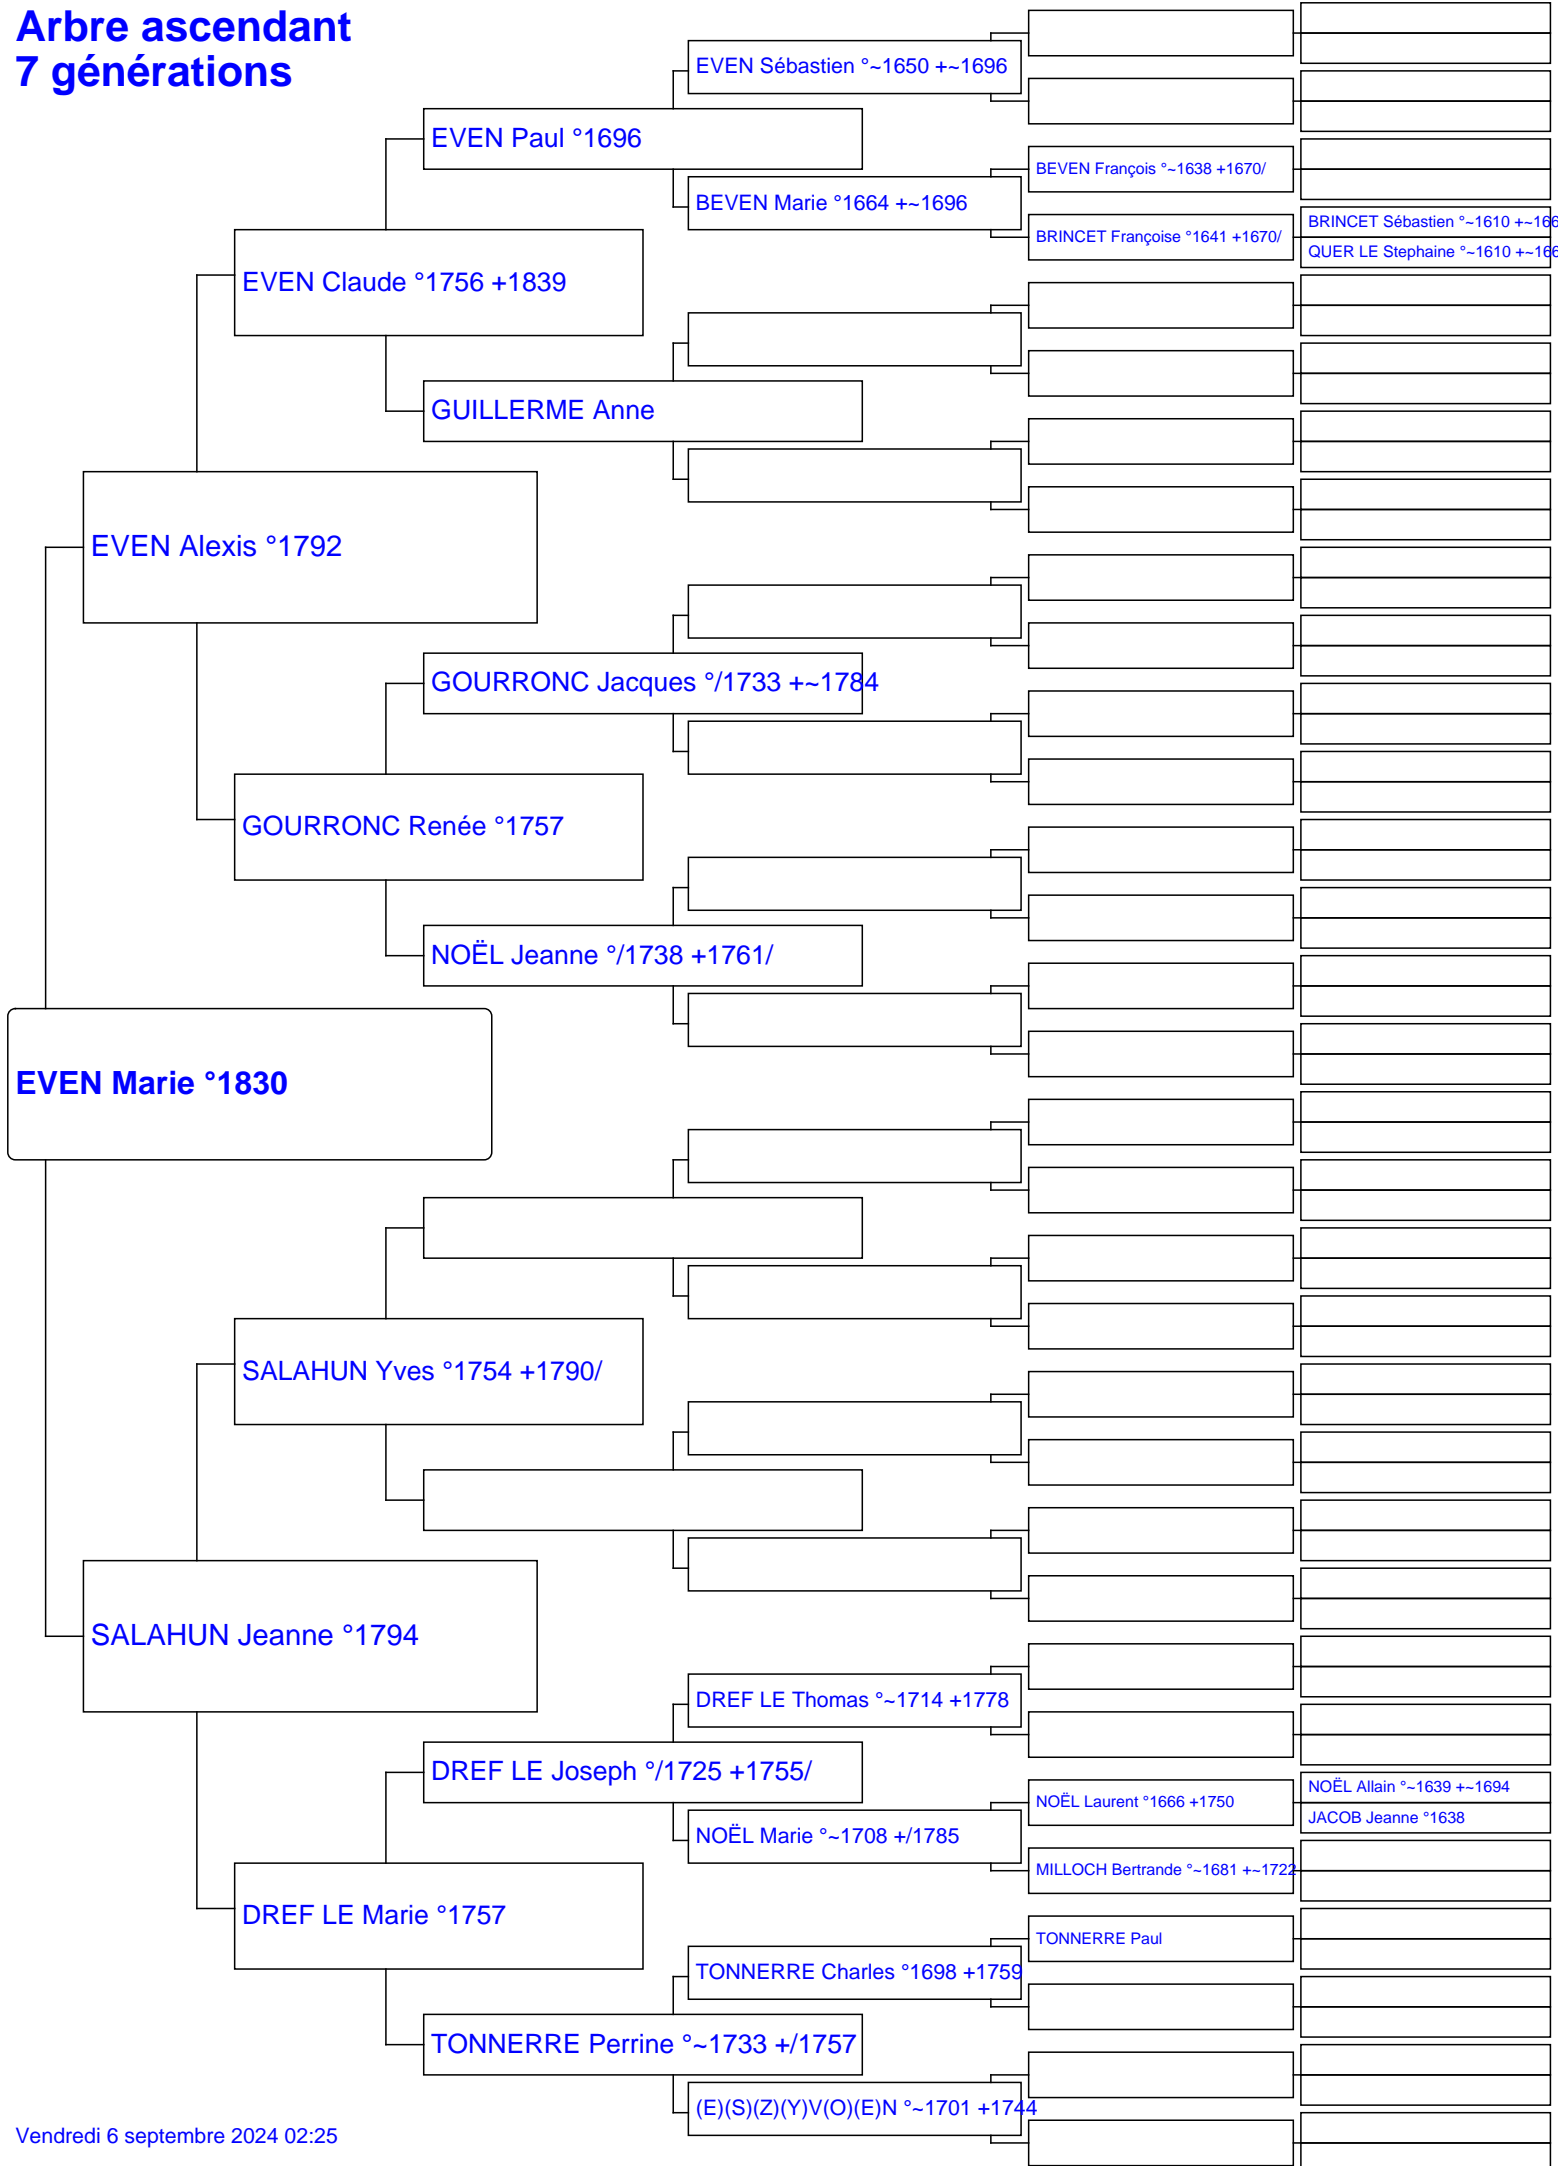 Arbre ascendant
7 générations
EVEN Sébastien °~1650 +~1696
EVEN Paul °1696
BEVEN François °~1638 +1670/
BEVEN Marie °1664 +~1696
BRINCET Sébastien °~1610 +~166
BRINCET Françoise °1641 +1670/
QUER LE Stephaine °~1610 +~166
EVEN Claude °1756 +1839
GUILLERME Anne
EVEN Alexis °1792
GOURRONC Jacques °/1733 +~1784
GOURRONC Renée °1757
NOËL Jeanne °/1738 +1761/
EVEN Marie °1830
SALAHUN Yves °1754 +1790/
SALAHUN Jeanne °1794
DREF LE Thomas °~1714 +1778
DREF LE Joseph °/1725 +1755/
NOËL Allain °~1639 +~1694
NOËL Laurent °1666 +1750
JACOB Jeanne °1638
NOËL Marie °~1708 +/1785
MILLOCH Bertrande °~1681 +~1722
DREF LE Marie °1757
TONNERRE Paul
TONNERRE Charles °1698 +1759
TONNERRE Perrine °~1733 +/1757
(E)(S)(Z)(Y)V(O)(E)N °~1701 +1744
Vendredi 6 septembre 2024 02:25